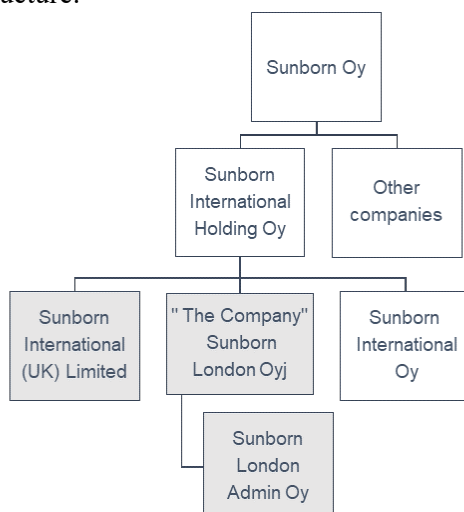 Sunborn Oy
Sunborn
International
Holding Oy
Other
companies
Sunborn
International
(UK) Limited
" The Company"
Sunborn
London Oyj
Sunborn
International
Oy
Sunborn
London
Admin Oy